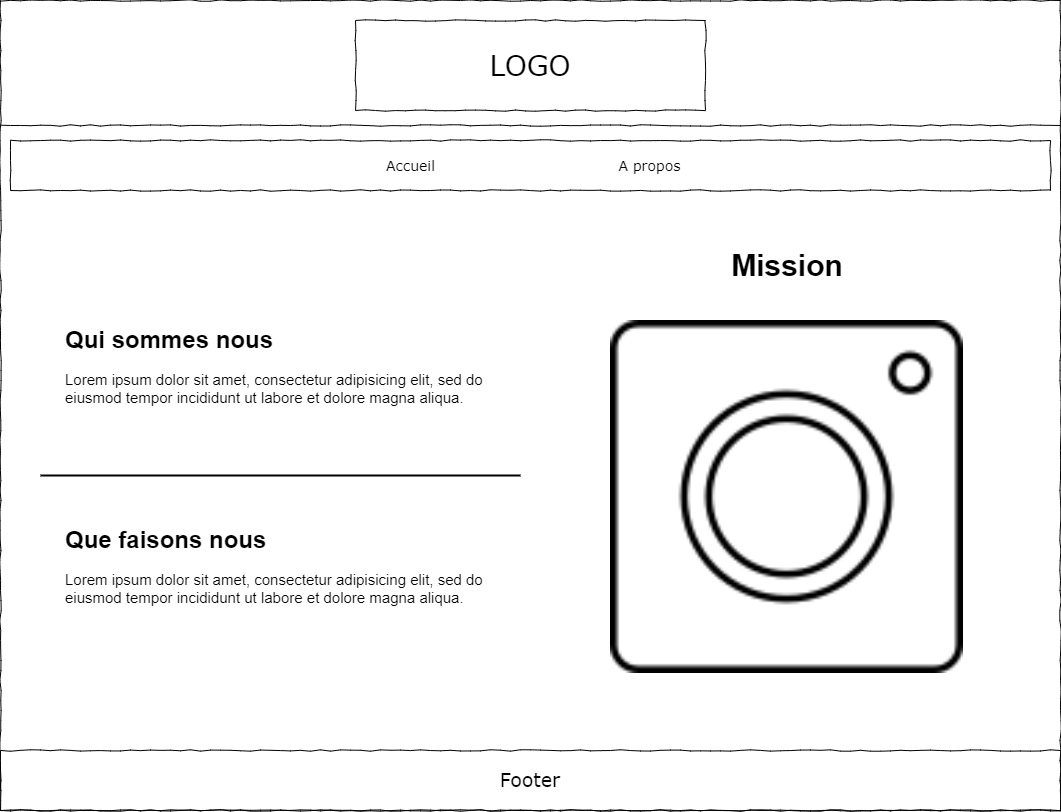 LOGO
Accueil
A propos
Mission
Qui sommes nous
Lorem ipsum dolor sit amet, consectetur adipisicing elit, sed do
eiusmod tempor incididunt ut labore et dolore magna aliqua.
Que faisons nous
Lorem ipsum dolor sit amet, consectetur adipisicing elit, sed do
eiusmod tempor incididunt ut labore et dolore magna aliqua.
Footer